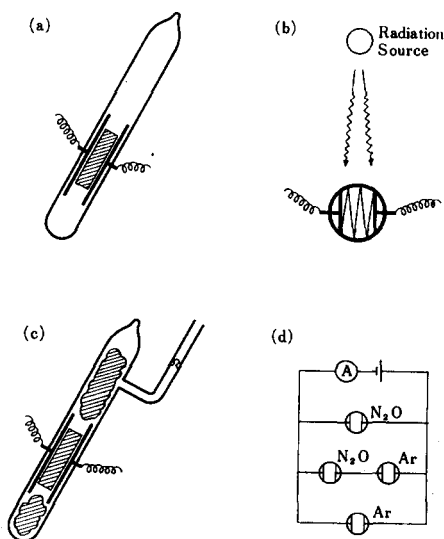 (a)
(b)
Radiation
Source
(c)
(d)
A
N₂O
N₂O
Ar
Ar